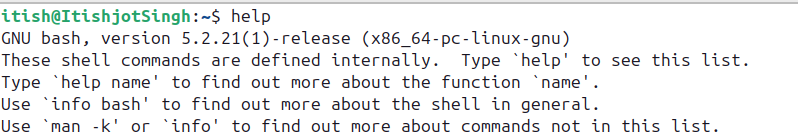 itish@ItishjotSingh:~$ help
GNU bash, version 5.2.21(1)-release (x86_64-pc-linux-gnu)
These shell commands are defined internally.  Type `help' to see this list.
Type `help name' to find out more about the function `name'.
Use `info bash' to find out more about the shell in general.
Use `man -k' or `info' to find out more about commands not in this list.